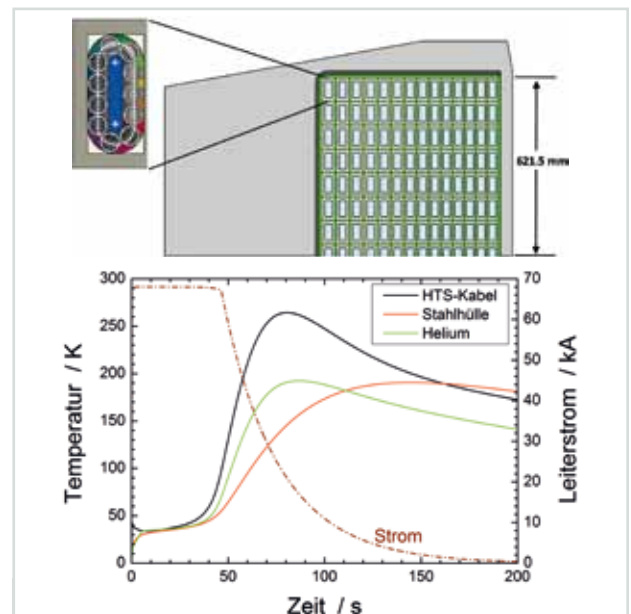 621.5 mm
300
250
200
150
100
50
0
Temperatur / K
HTS-Kabel
Stahlhülle
Helium
Strom
70
60
50
40
30
20
10
0
Leiterstrom / kA
0
50
100
150
200
Zeit / s